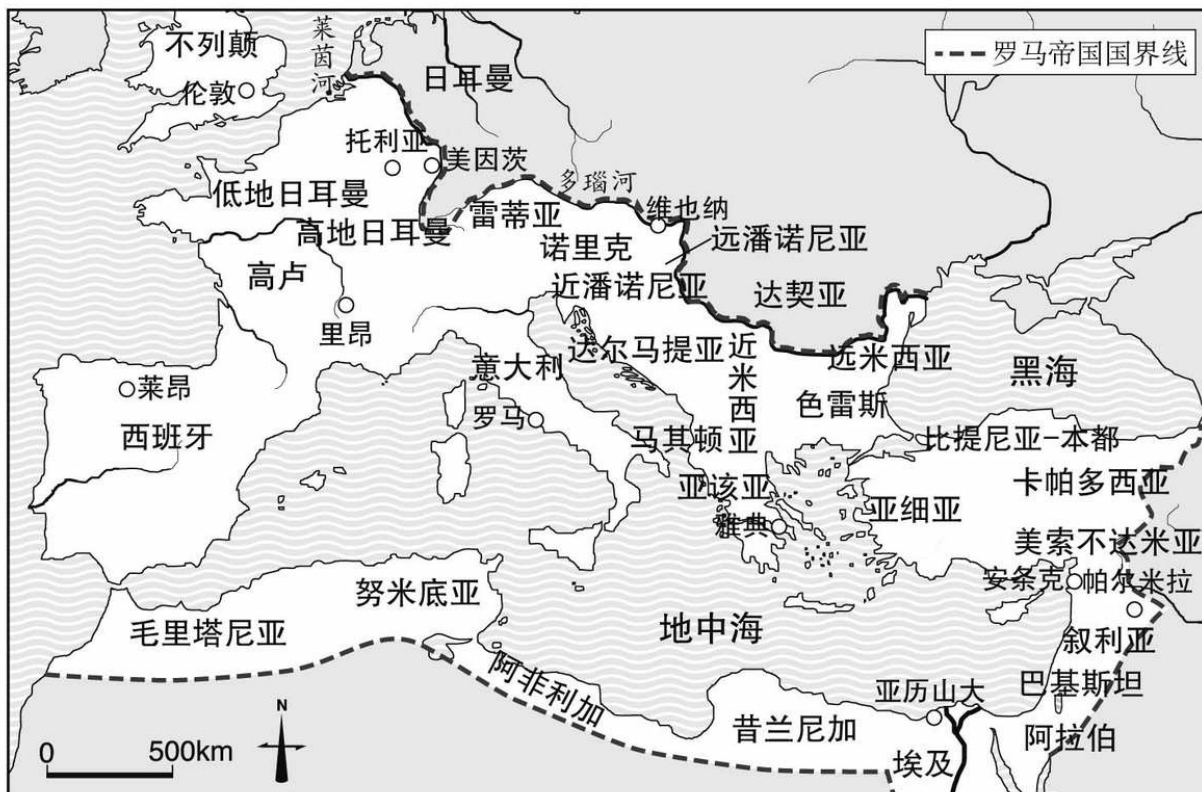 莱茵河
不列颠
伦敦
日耳曼
罗马帝国国界线
托利亚
美因茨
低地日耳曼
高地日耳曼
多瑙河
雷蒂亚
维也纳
诺里克
远潘诺尼亚
近潘诺尼亚
达契亚
高卢
里昂
达尔马提亚
近米西亚
远米西亚
意大利
黑海
莱昂
西班牙
罗马
色雷斯
马其顿
比提尼亚-本都
卡帕多西亚
亚该亚
亚细亚
雅典
美索不达米亚
安条克
帕尔米拉
努米底亚
毛里塔尼亚
地中海
叙利亚
阿非利加
亚历山大
巴基斯坦
昔兰尼加
阿拉伯
埃及
N
0
500km